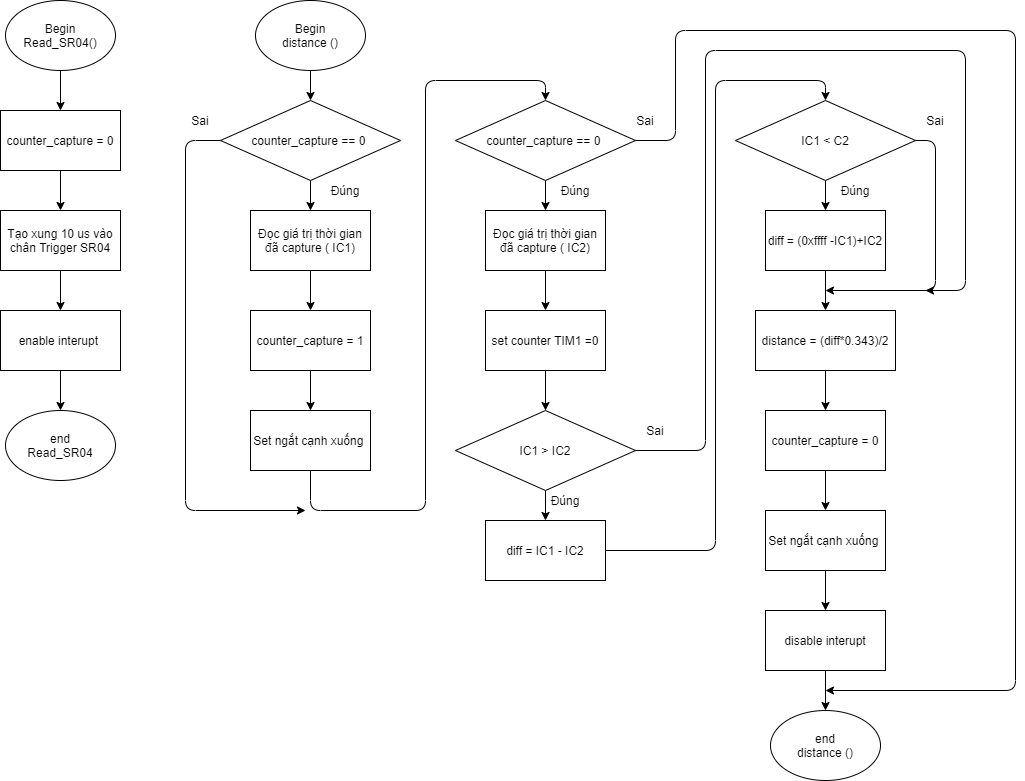 Begin
Read_SR04()
counter_capture = 0
Tạo xung 10 us vào
chân Trigger SR04
enable interupt
end
Read_SR04
Begin
distance ()
Sai
counter_capture == 0
Đúng
Đọc giá trị thời gian
đã capture ( IC1)
counter_capture = 1
Set ngắt cạnh xuống
counter_capture == 0
Sai
Đúng
Đọc giá trị thời gian
đã capture ( IC2)
set counter TIM1 =0
IC1 > IC2
Sai
Đúng
diff = IC1 - IC2
IC1 < C2
Sai
Đúng
diff = (0xffff -IC1)+IC2
distance = (diff*0.343)/2
counter_capture = 0
Set ngắt cạnh xuống
disable interupt
end
distance ()